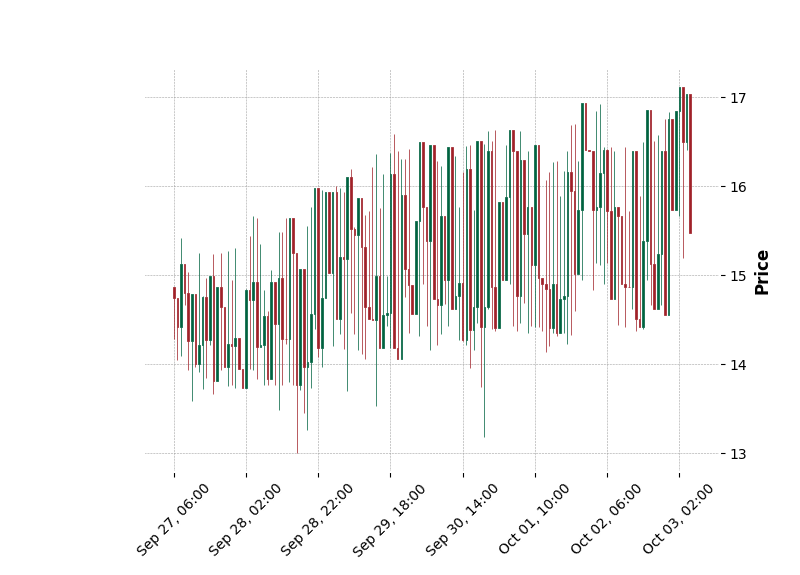 17
16
15
14
13
Price
Sep 27, 06:00
Sep 28, 02:00
Sep 28, 22:00
Sep 29, 18:00
Sep 30, 14:00
Oct 01, 10:00
Oct 02, 06:00
Oct 03, 02:00